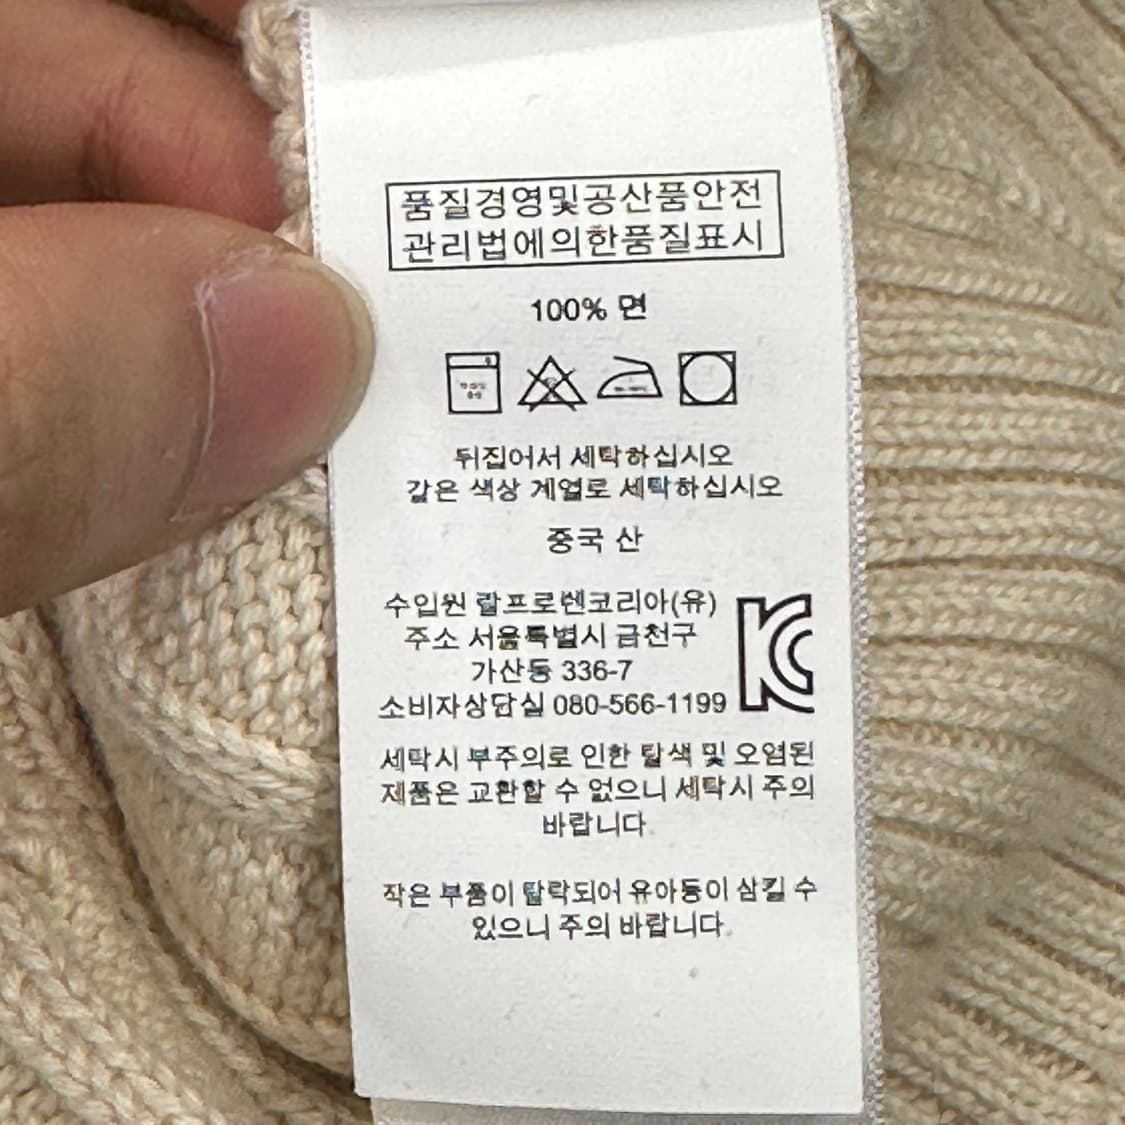 품질경영및공산품안전
관리법에의한품질표시
100% 면
뒤집어서 세탁하십시오
같은 색상 계열로 세탁하십시오
중국 산
수입원 랄프로렌코리아(유)
주소 서울특별시 금천구
가산동 336-7
소비자상담실 080-566-1199
KC
세탁시 부주의로 인한 탈색 및 오염된
제품은 교환할 수 없으니 세탁시 주의
바랍니다.
작은 부품이 탈락되어 유아등이 삼킬 수
있으니 주의 바랍니다.